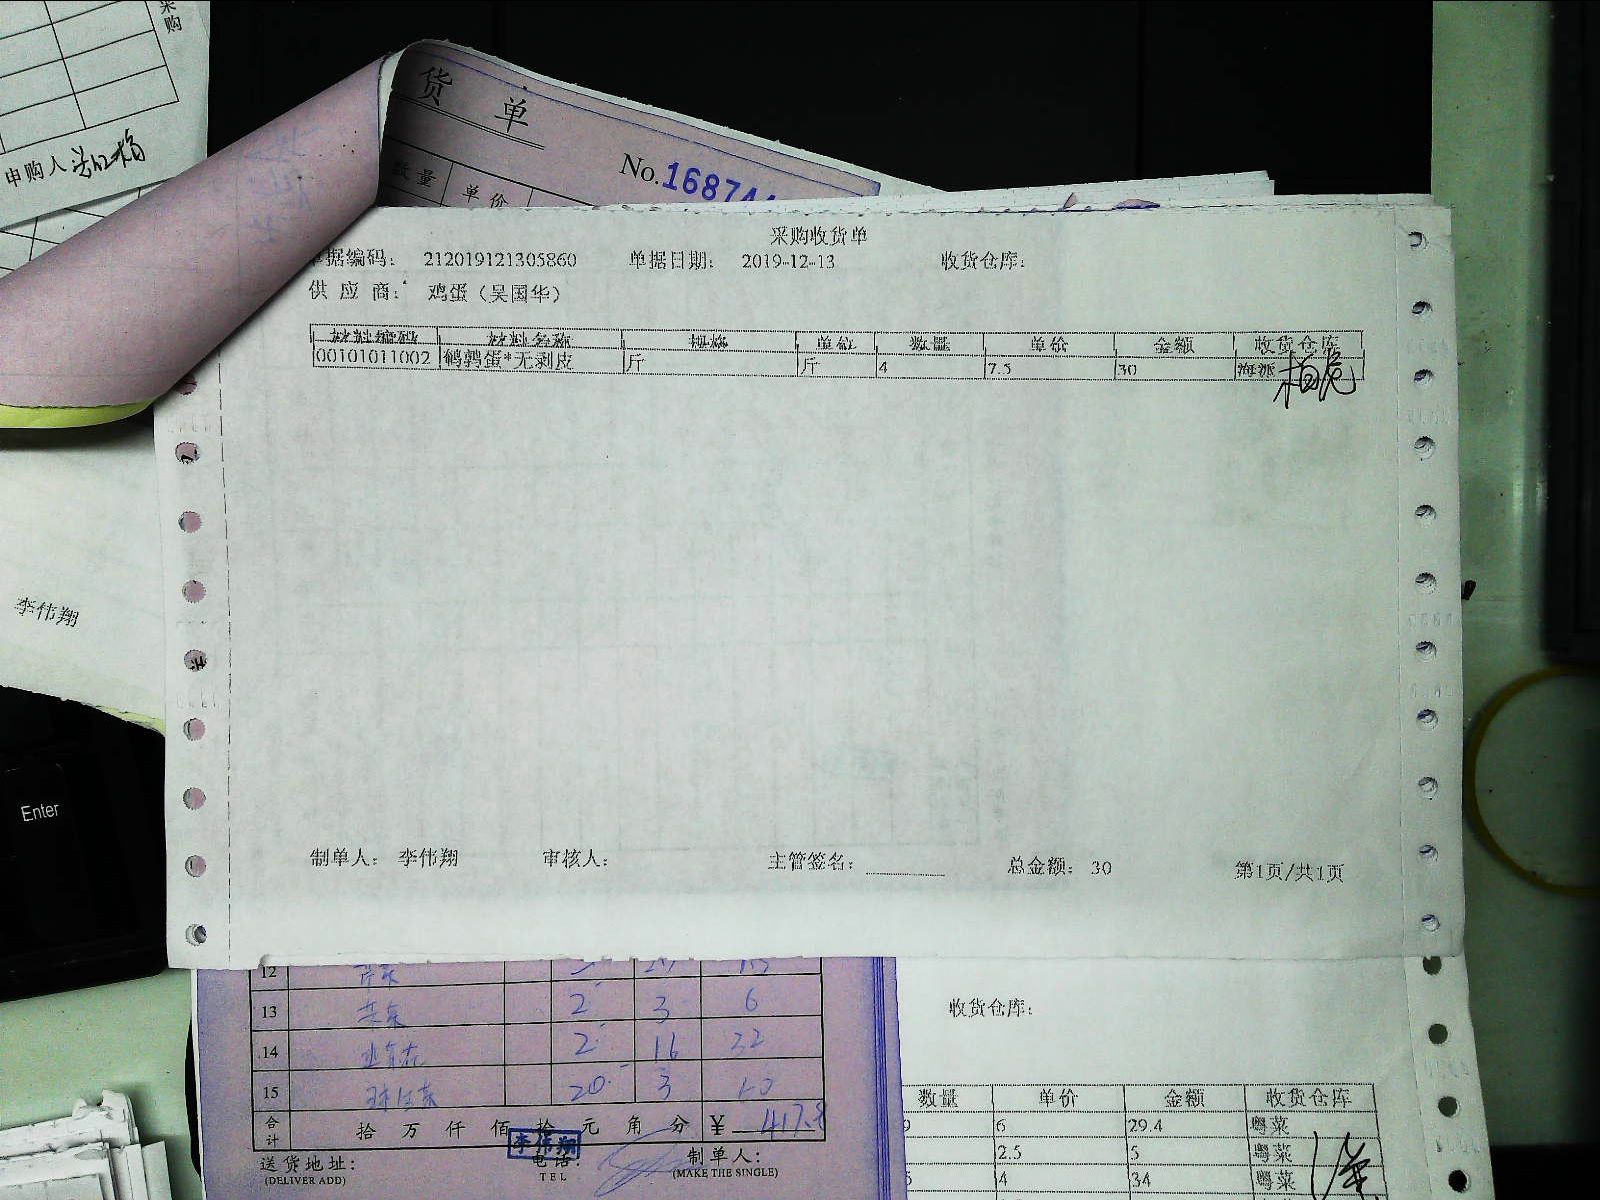 采购
申购人
货单
数量 单价
No.16874
采购收货单
单据编码: 212019121305860 单据日期: 2019-12-13 收货仓库:
供应商: 鸡蛋(吴国华)
材料编码 材料名称 规格 单位 数量 单价 金额 收货仓库
00101011002 鹌鹑蛋*无剥皮 斤 斤 4 7.5 30 海派
李伟翔
Enter
制单人: 李伟翔 审核人: 主管签名: 总金额: 30 第1页/共1页
12
13 2 3 6
14 2 16 32
15 20 3
合计 拾万仟佰拾元角分 ¥ 417.8
李伟翔
送货地址: 电话: 制单人:
(DELIVER ADD) TEL (MAKE THE SINGLE)
收货仓库:
数量 单价 金额 收货仓库
6 29.4 粤菜
2.5 5 粤菜
4 34 粤菜